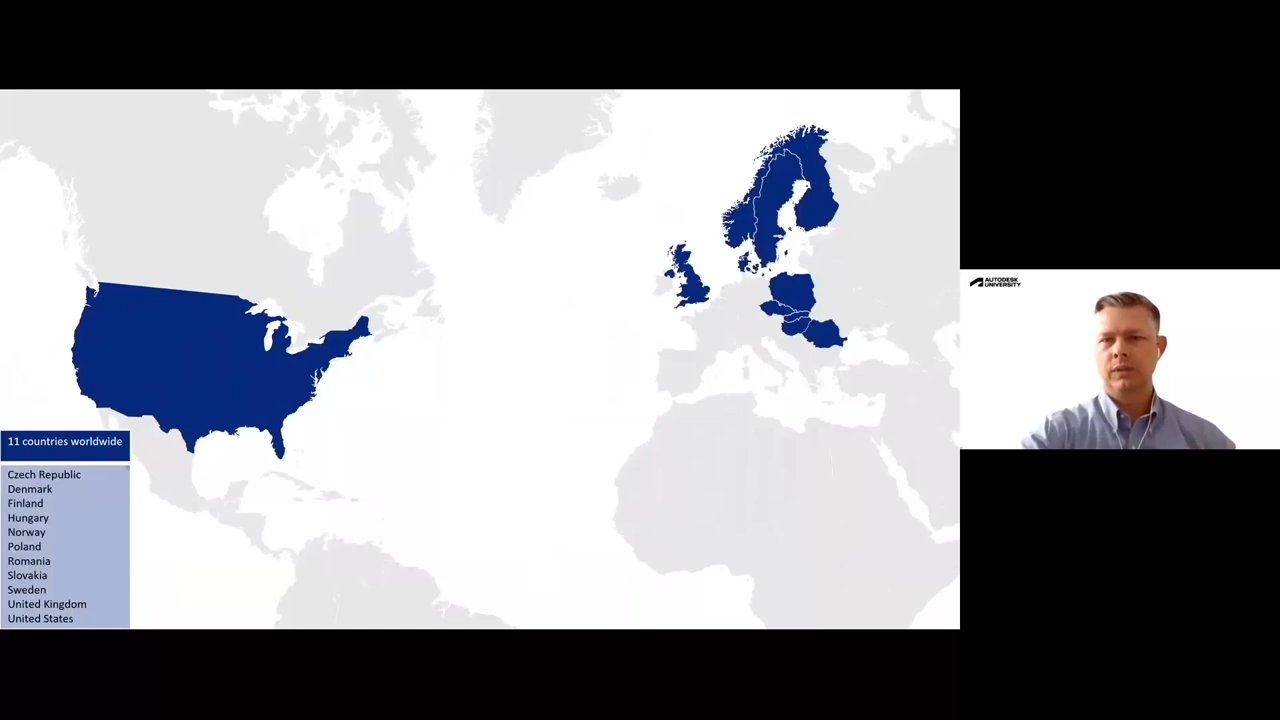 11 countries worldwide
Czech Republic
Denmark
Finland
Hungary
Norway
Poland
Romania
Slovakia
Sweden
United Kingdom
United States
AUTODESK
UNIVERSITY